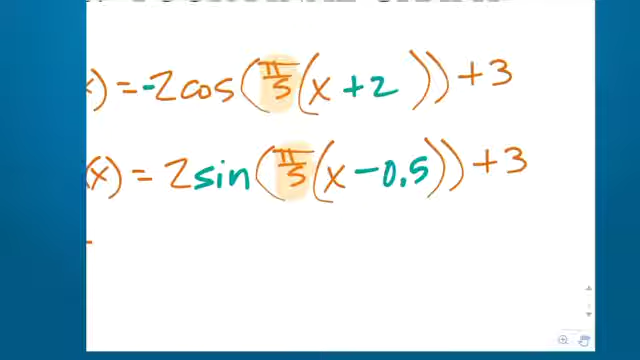 x) = -2cos(π/5(x+2)) + 3
(x) = 2sin(π/5(x-0.5)) + 3